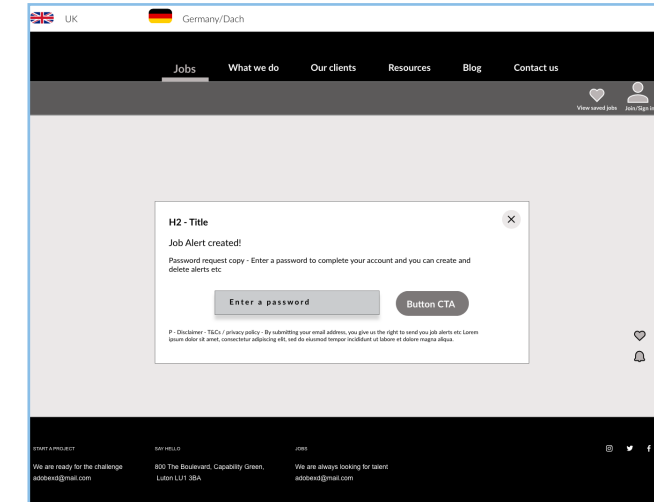 UK
Germany/Dach
Jobs
What we do
Our clients
Resources
Blog
Contact us
View saved jobs
Join/Sign in
H2 - Title
Job Alert created!
Password request copy - Enter a password to complete your account and you can create and
delete alerts etc
Enter a password
Button CTA
P - Disclaimer - T&Cs / privacy policy - By submitting your email address, you give us the right to send you job alerts etc Lorem
ipsum dolor sit amet, consectetur adipiscing elit, sed do eiusmod tempor incididunt ut labore et dolore magna aliqua.
START A PROJECT
SAY HELLO
JOBS
We are ready for the challenge
800 The Boulevard, Capability Green,
We are always looking for talent
adobexd@mail.com
Luton LU1 3BA
adobexd@mail.com